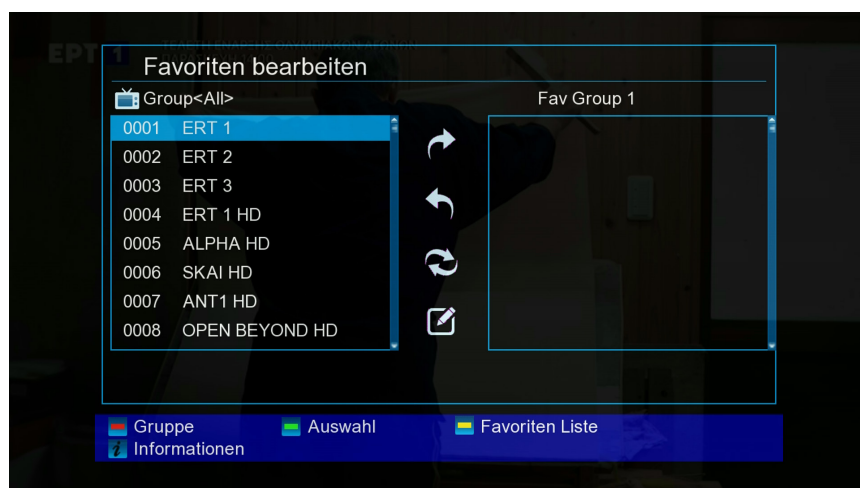 ΕΡΤ 1
Favoriten bearbeiten
Group<All>
Fav Group 1
0001 ERT 1
0002 ERT 2
0003 ERT 3
0004 ERT 1 HD
0005 ALPHA HD
0006 SKAI HD
0007 ANT1 HD
0008 OPEN BEYOND HD
Gruppe
Auswahl
Favoriten Liste
i Informationen